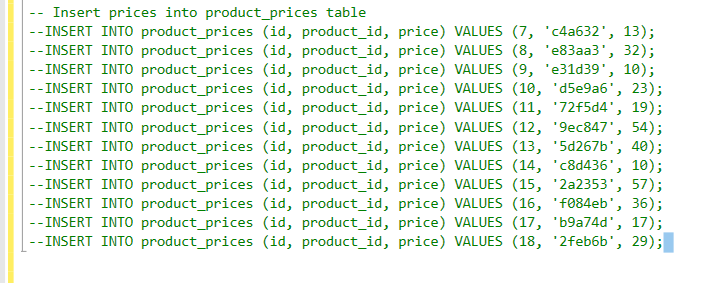 -- Insert prices into product_prices table
--INSERT INTO product_prices (id, product_id, price) VALUES (7, 'c4a632', 13);
--INSERT INTO product_prices (id, product_id, price) VALUES (8, 'e83aa3', 32);
--INSERT INTO product_prices (id, product_id, price) VALUES (9, 'e31d39', 10);
--INSERT INTO product_prices (id, product_id, price) VALUES (10, 'd5e9a6', 23);
--INSERT INTO product_prices (id, product_id, price) VALUES (11, '72f5d4', 19);
--INSERT INTO product_prices (id, product_id, price) VALUES (12, '9ec847', 54);
--INSERT INTO product_prices (id, product_id, price) VALUES (13, '5d267b', 40);
--INSERT INTO product_prices (id, product_id, price) VALUES (14, 'c8d436', 10);
--INSERT INTO product_prices (id, product_id, price) VALUES (15, '2a2353', 57);
--INSERT INTO product_prices (id, product_id, price) VALUES (16, 'f084eb', 36);
--INSERT INTO product_prices (id, product_id, price) VALUES (17, 'b9a74d', 17);
--INSERT INTO product_prices (id, product_id, price) VALUES (18, '2feb6b', 29);